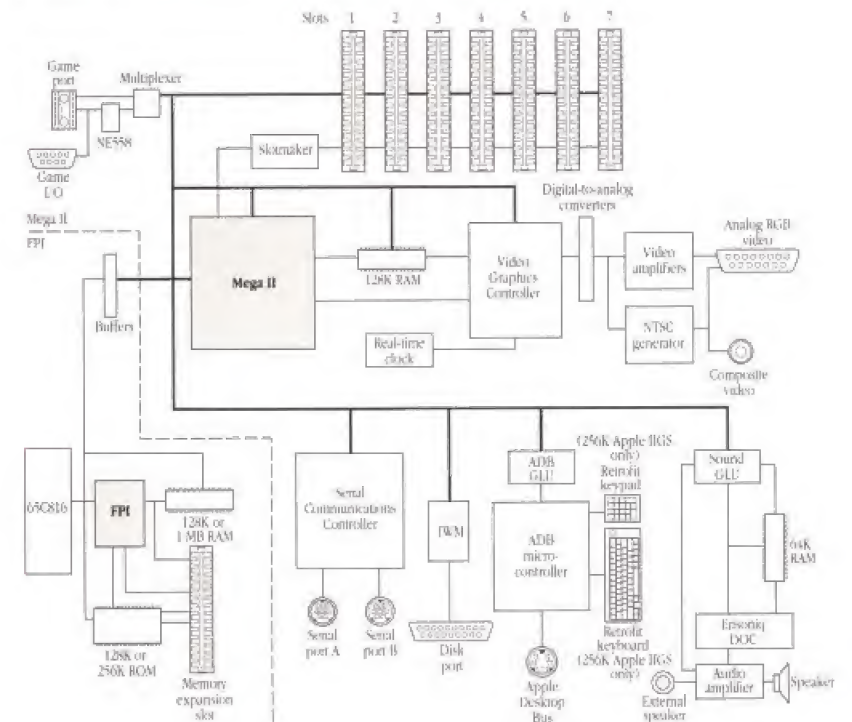 Slots 1 2 3 4 5 6 7
Game
port
Multiplexer
NE558
Game
I/O
Slotmaker
Mega II
FPI
Buffers
Mega II
128K RAM
Video
Graphics
Controller
Real-time
clock
Digital-to-analog
converters
Video
amplifiers
Analog RGB
video
NTSC
generator
Composite
video
65C816
FPI
128K or
1 MB RAM
128K or
256K ROM
Memory
expansion
slot
Serial
Communications
Controller
Serial
port A
Serial
port B
IWM
Disk
port
ADB
GLU
ADB
micro-
controller
Apple
Desktop
Bus
(256K Apple IIGS
only)
Retrofit
keypad
Retrofit
keyboard
(256K Apple IIGS
only)
Sound
GLU
64K
RAM
Ensoniq
DOC
Audio
amplifier
Speaker
External
speaker